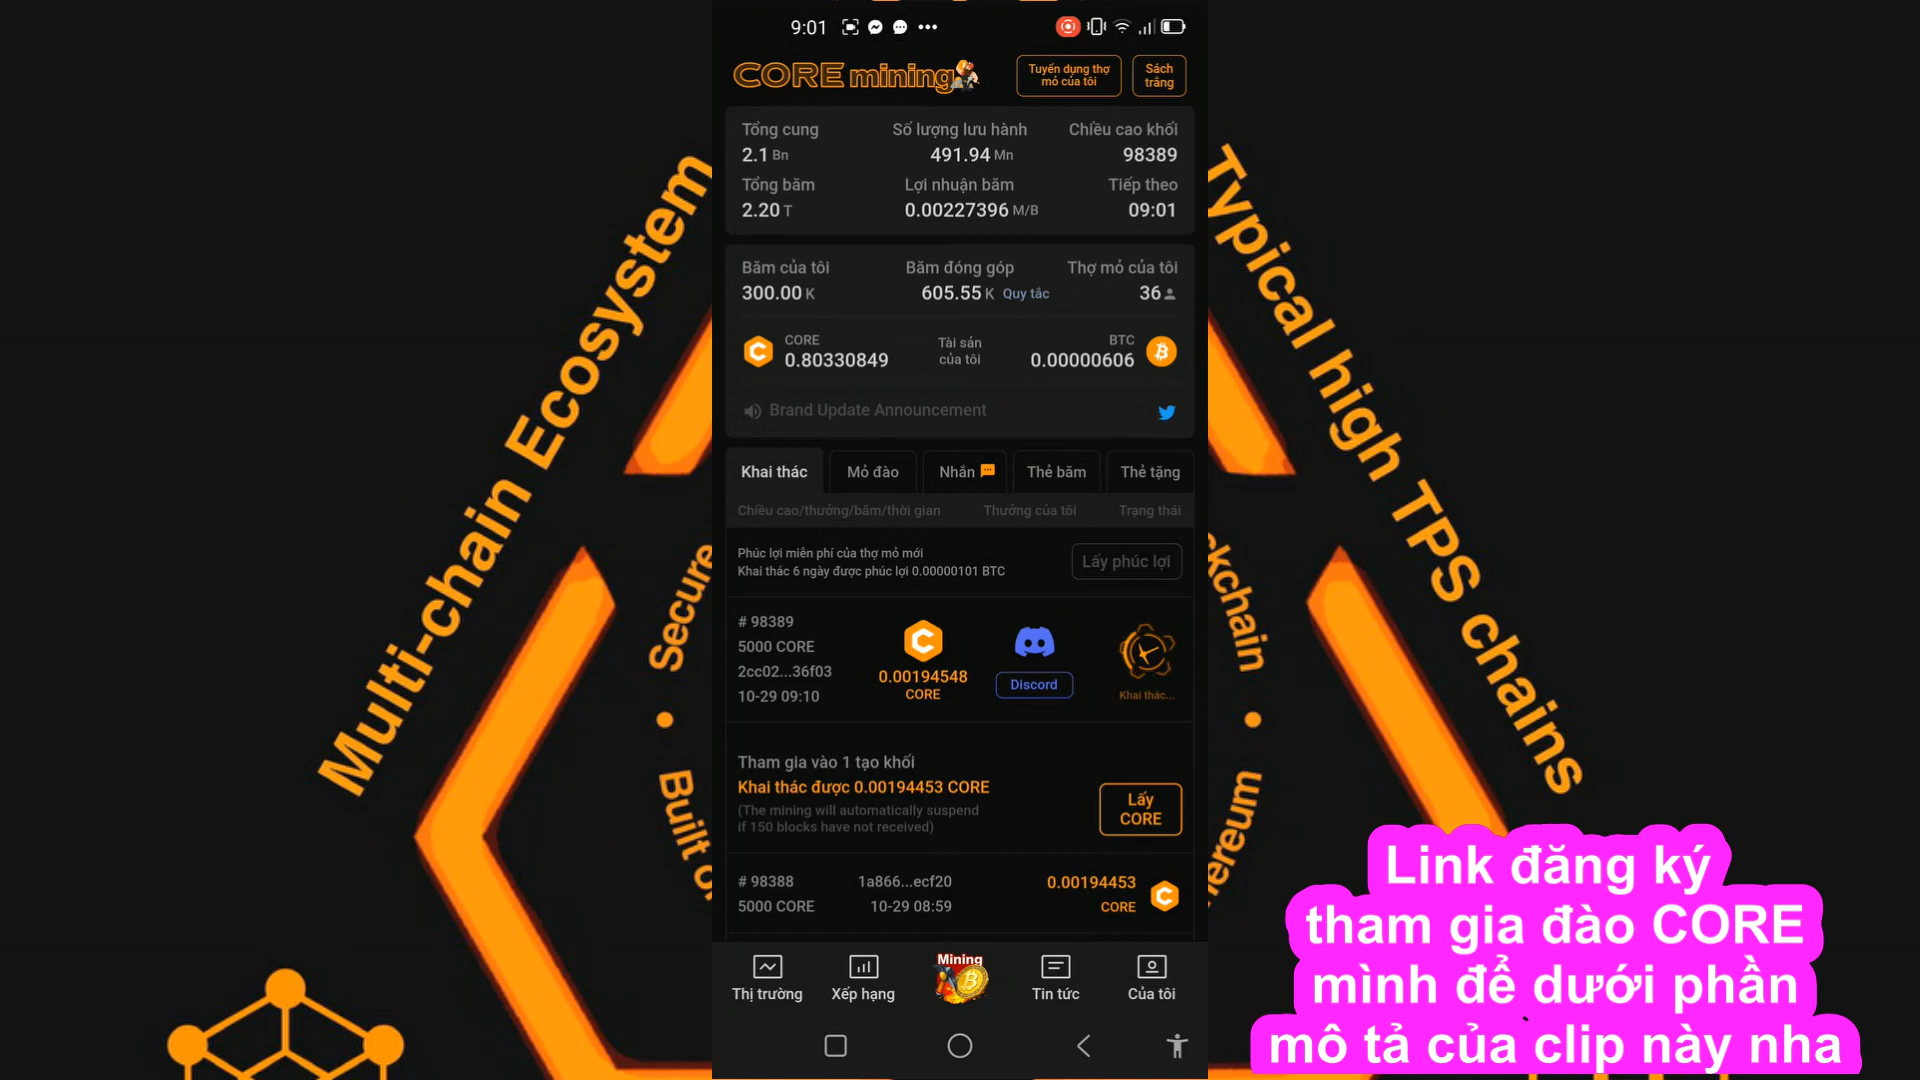 9:01
CORE mining
Tuyển dụng thợ
mỏ của tôi
Sách
trắng
Tổng cung
Số lượng lưu hành
Chiều cao khối
2.1 Bn
491.94 Mn
98389
Tổng băm
Lợi nhuận băm
Tiếp theo
2.20 T
0.00227396 M/B
09:01
Băm của tôi
Băm đóng góp
Thợ mỏ của tôi
300.00 K
605.55 K Quy tắc
36
CORE
0.80330849
Tài sản
của tôi
BTC
0.00000606
Brand Update Announcement
Khai thác
Mỏ đào
Nhắn
Thẻ băm
Thẻ tặng
Chiều cao/thưởng/băm/thời gian
Thưởng của tôi
Trạng thái
Phúc lợi miễn phí của thợ mỏ mới
Khai thác 6 ngày được phúc lợi 0.00000101 BTC
Lấy phúc lợi
# 98389
5000 CORE
2cc02...36f03
10-29 09:10
0.00194548
CORE
Discord
Khai thác...
Tham gia vào 1 tạo khối
Khai thác được 0.00194453 CORE
(The mining will automatically suspend
if 150 blocks have not received)
Lấy
CORE
# 98388
1a866...ecf20
0.00194453
5000 CORE
10-29 08:59
CORE
Thị trường
Xếp hạng
Mining
Tin tức
Của tôi
Multi-chain Ecosystem
Typical high TPS chains
Secure
kchain
Built o
ereum
Link đăng ký
tham gia đào CORE
mình để dưới phần
mô tả của clip này nha